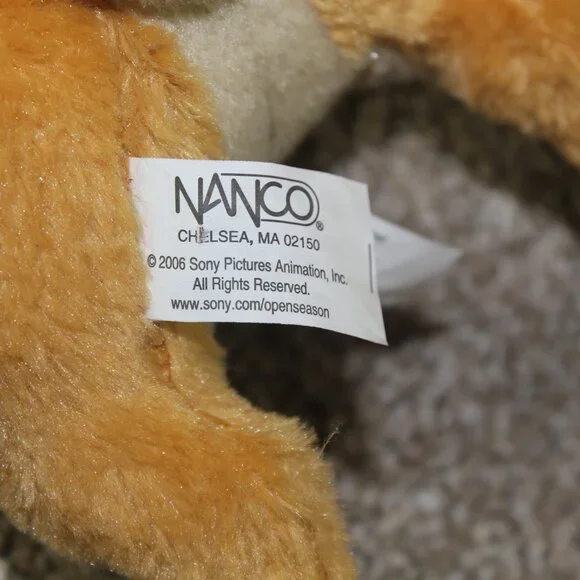 NANCO®
CHELSEA, MA 02150
© 2006 Sony Pictures Animation, Inc.
All Rights Reserved.
www.sony.com/openseason